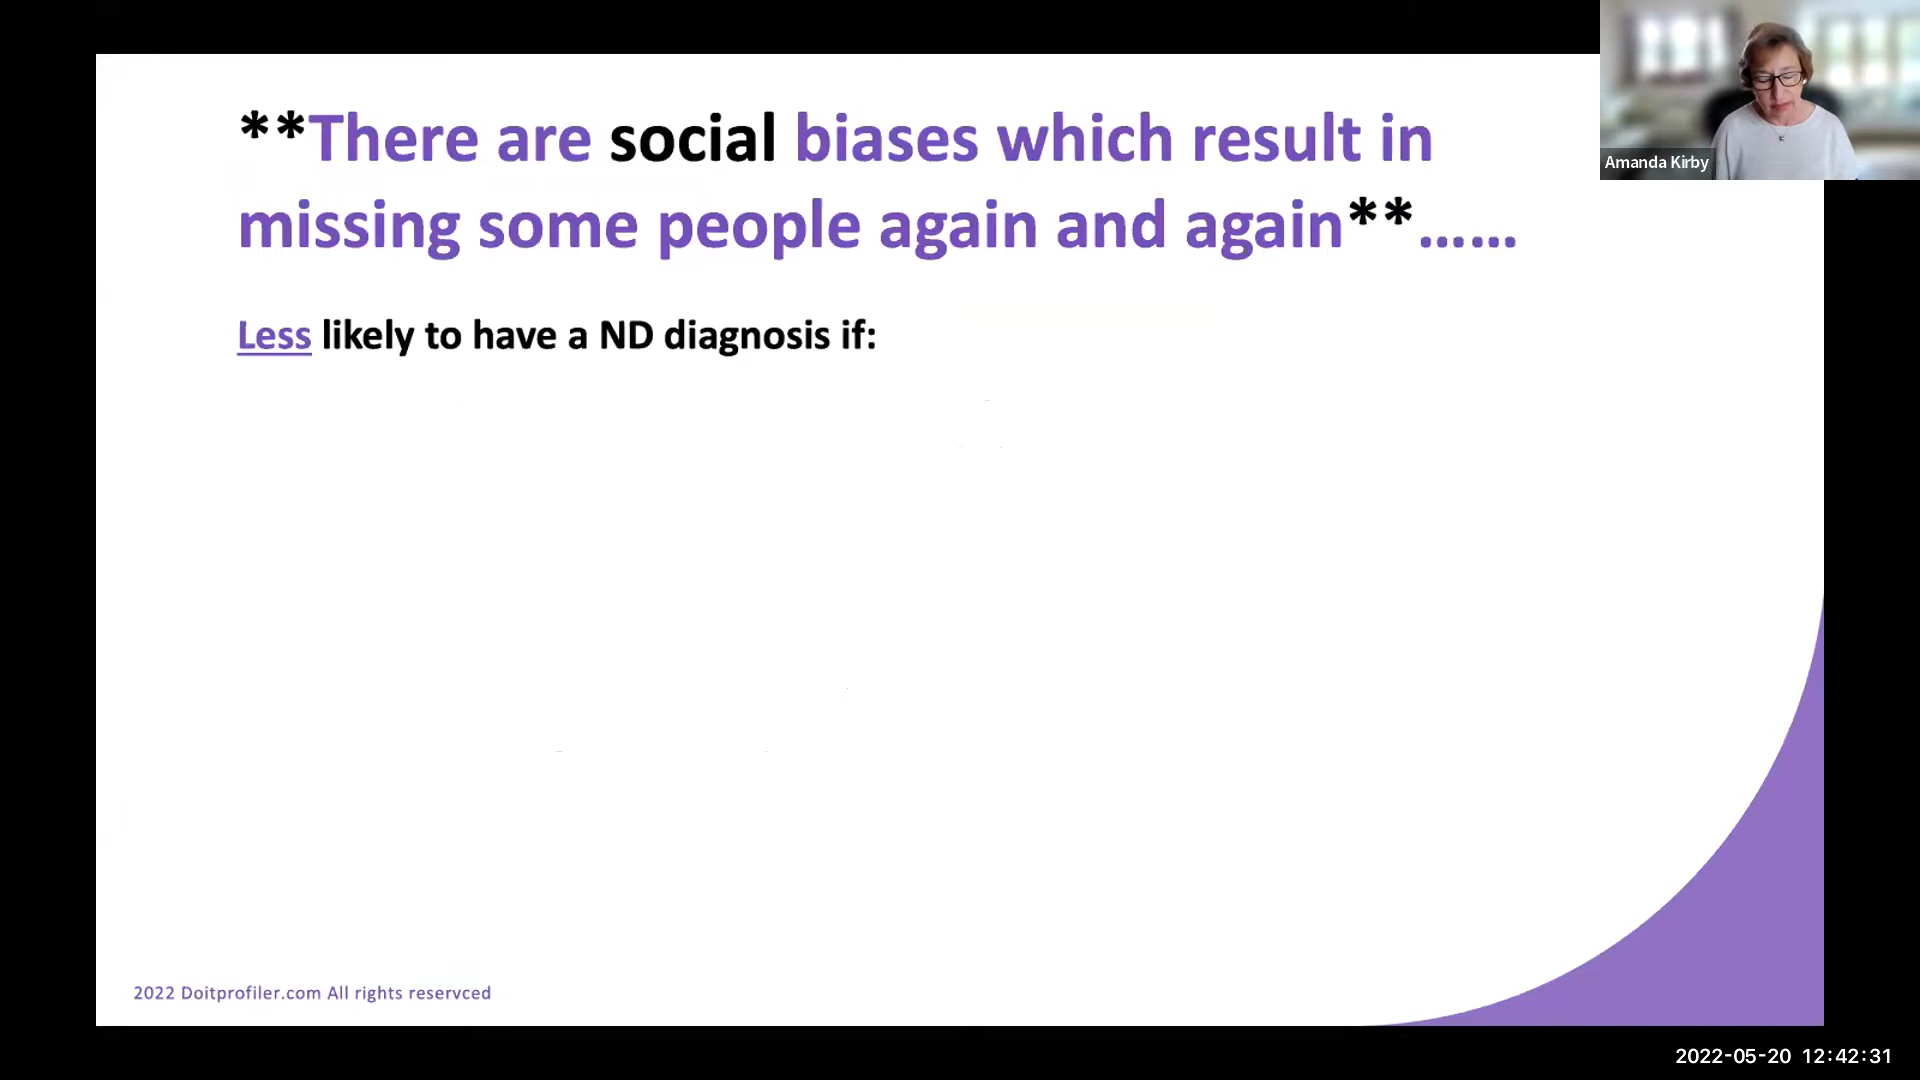 **There are social biases which result in
missing some people again and again**......
Less likely to have a ND diagnosis if:
Amanda Kirby
2022 Doitprofiler.com All rights reservced
2022-05-20 12:42:31